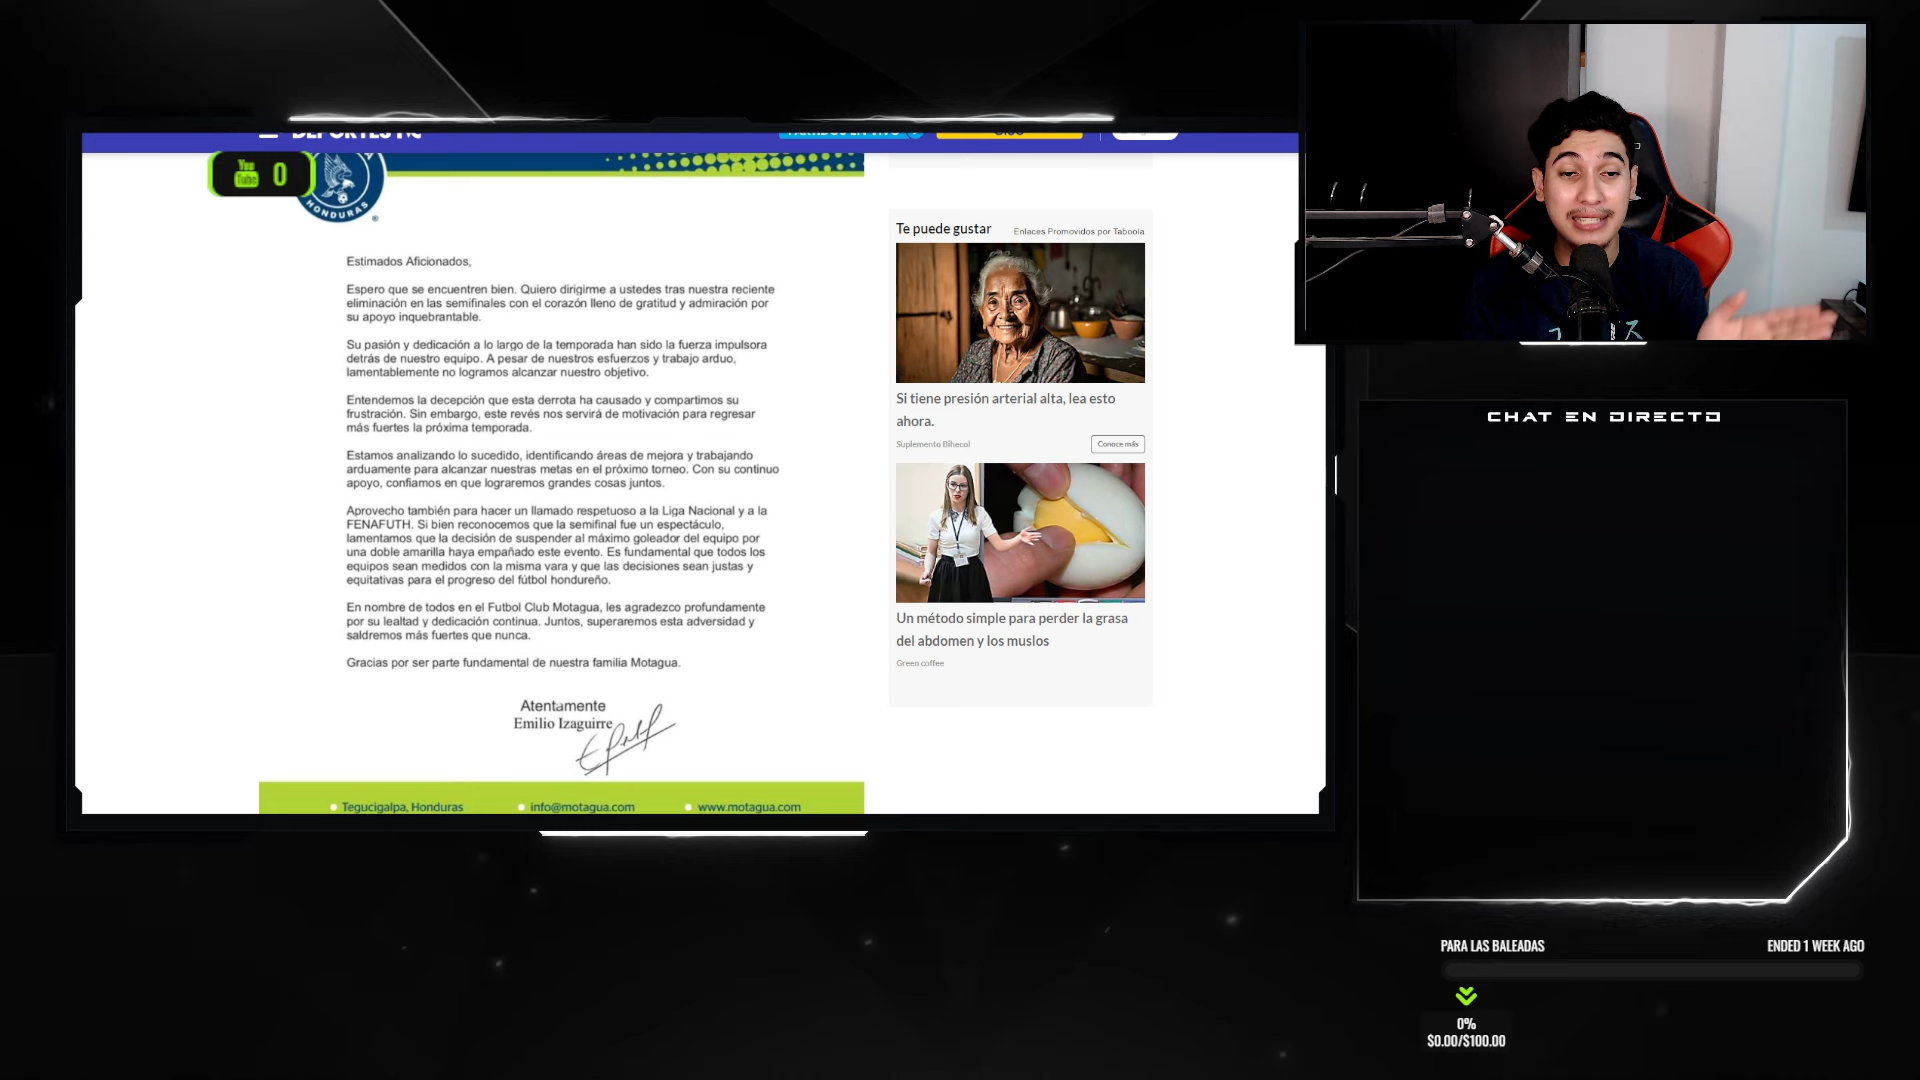 You
Tube
0
HONDURAS
Estimados Aficionados,
Espero que se encuentren bien. Quiero dirigirme a ustedes tras nuestra reciente
eliminación en las semifinales con el corazón lleno de gratitud y admiración por
su apoyo inquebrantable.
Su pasión y dedicación a lo largo de la temporada han sido la fuerza impulsora
detrás de nuestro equipo. A pesar de nuestros esfuerzos y trabajo arduo,
lamentablemente no logramos alcanzar nuestro objetivo.
Entendemos la decepción que esta derrota ha causado y compartimos su
frustración. Sin embargo, este revés nos servirá de motivación para regresar
más fuertes la próxima temporada.
Estamos analizando lo sucedido, identificando áreas de mejora y trabajando
arduamente para alcanzar nuestras metas en el próximo torneo. Con su continuo
apoyo, confiamos en que lograremos grandes cosas juntos.
Aprovecho también para hacer un llamado respetuoso a la Liga Nacional y a la
FENAFUTH. Si bien reconocemos que la semifinal fue un espectáculo,
lamentamos que la decisión de suspender al máximo goleador del equipo por
una doble amarilla haya empañado este evento. Es fundamental que todos los
equipos sean medidos con la misma vara y que las decisiones sean justas y
equitativas para el progreso del fútbol hondureño.
En nombre de todos en el Futbol Club Motagua, les agradezco profundamente
por su lealtad y dedicación continua. Juntos, superaremos esta adversidad y
saldremos más fuertes que nunca.
Gracias por ser parte fundamental de nuestra familia Motagua.
Atentamente
Emilio Izaguirre
Tegucigalpa, Honduras
info@motagua.com
www.motagua.com
Te puede gustar
Enlaces Promovidos por Taboola
Si tiene presión arterial alta, lea esto
ahora.
Suplemento Bihecol
Conoce más
Un método simple para perder la grasa
del abdomen y los muslos
Green coffee
CHAT EN DIRECTO
PARA LAS BALEADAS
ENDED 1 WEEK AGO
0%
$0.00/$100.00